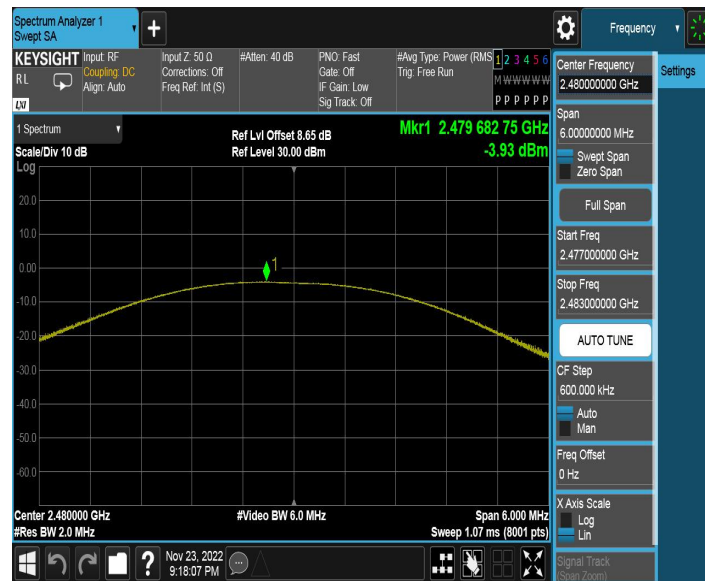 Spectrum Analyzer 1
Swept SA
+
Frequency
KEYSIGHT
RL
LXI
Input: RF
Coupling: DC
Align: Auto
Input Z: 50 Ω
Corrections: Off
Freq Ref: Int (S)
#Atten: 40 dB
PNO: Fast
Gate: Off
IF Gain: Low
Sig Track: Off
#Avg Type: Power (RMS
Trig: Free Run
1 2 3 4 5 6
M W W W W W
P P P P P P
1 Spectrum
Scale/Div 10 dB
Log
Ref Lvl Offset 8.65 dB
Ref Level 30.00 dBm
Mkr1 2.479 682 75 GHz
-3.93 dBm
20.0
10.0
0.00
-10.0
-20.0
-30.0
-40.0
-50.0
-60.0
1
Center 2.480000 GHz
#Res BW 2.0 MHz
#Video BW 6.0 MHz
Span 6.000 MHz
Sweep 1.07 ms (8001 pts)
?
Nov 23, 2022
9:18:07 PM
Center Frequency
2.480000000 GHz
Span
6.00000000 MHz
Swept Span
Zero Span
Full Span
Start Freq
2.477000000 GHz
Stop Freq
2.483000000 GHz
AUTO TUNE
CF Step
600.000 kHz
Auto
Man
Freq Offset
0 Hz
X Axis Scale
Log
Lin
Signal Track
(Span Zoom)
Settings